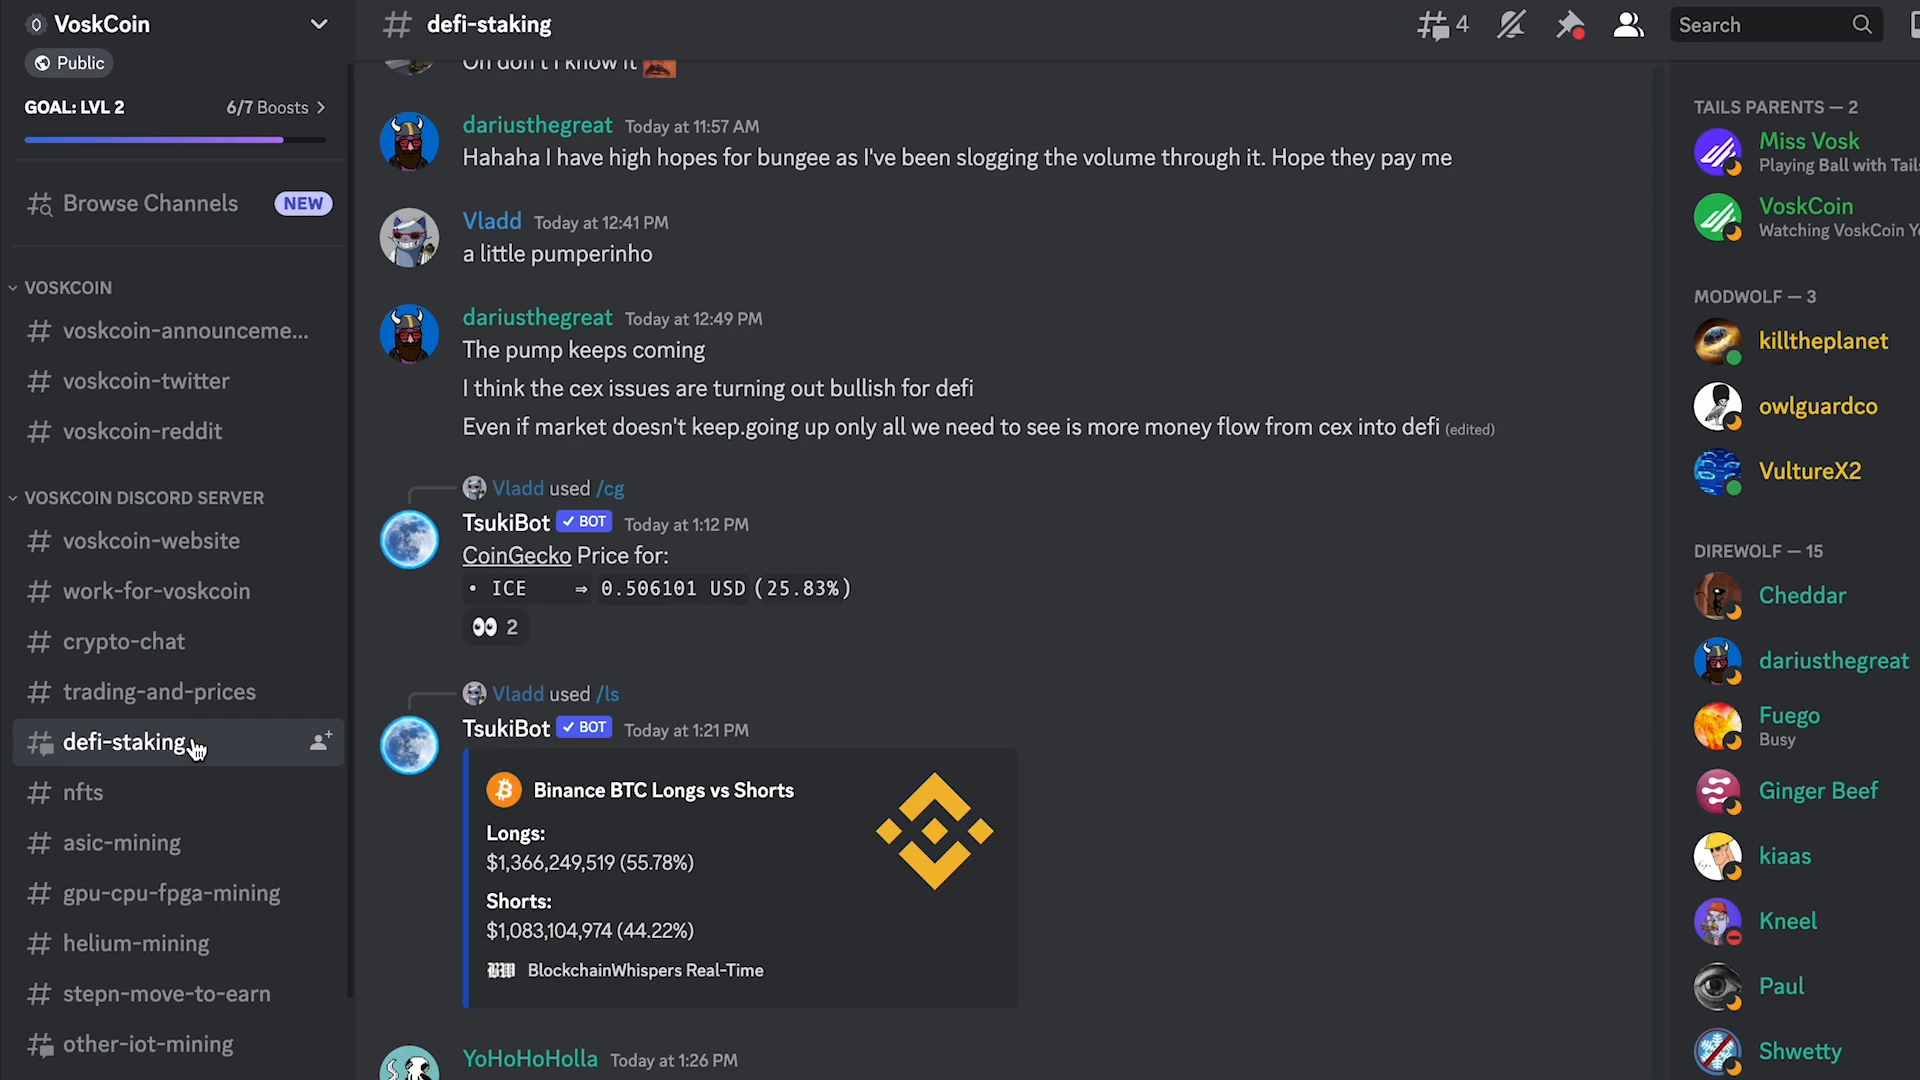 VoskCoin
Public
GOAL: LVL 2
6/7 Boosts
Browse Channels
NEW
VOSKCOIN
voskcoin-announceme...
voskcoin-twitter
voskcoin-reddit
VOSKCOIN DISCORD SERVER
voskcoin-website
work-for-voskcoin
crypto-chat
trading-and-prices
defi-staking
nfts
asic-mining
gpu-cpu-fpga-mining
helium-mining
stepn-move-to-earn
other-iot-mining
defi-staking
4
Search
Oh don't I know it
dariusthegreat Today at 11:57 AM
Hahaha I have high hopes for bungee as I've been slogging the volume through it. Hope they pay me
Vladd Today at 12:41 PM
a little pumperinho
dariusthegreat Today at 12:49 PM
The pump keeps coming
I think the cex issues are turning out bullish for defi
Even if market doesn't keep.going up only all we need to see is more money flow from cex into defi (edited)
Vladd used /cg
TsukiBot ✓ BOT Today at 1:12 PM
CoinGecko Price for:
• ICE ⇒ 0.506101 USD (25.83%)
👀 2
Vladd used /ls
TsukiBot ✓ BOT Today at 1:21 PM
Binance BTC Longs vs Shorts
Longs:
$1,366,249,519 (55.78%)
Shorts:
$1,083,104,974 (44.22%)
BlockchainWhispers Real-Time
YoHoHoHolla Today at 1:26 PM
TAILS PARENTS — 2
Miss Vosk
Playing Ball with Tails
VoskCoin
Watching VoskCoin Y
MODWOLF — 3
killtheplanet
owlguardco
VultureX2
DIREWOLF — 15
Cheddar
dariusthegreat
Fuego
Busy
Ginger Beef
kiaas
Kneel
Paul
Shwetty